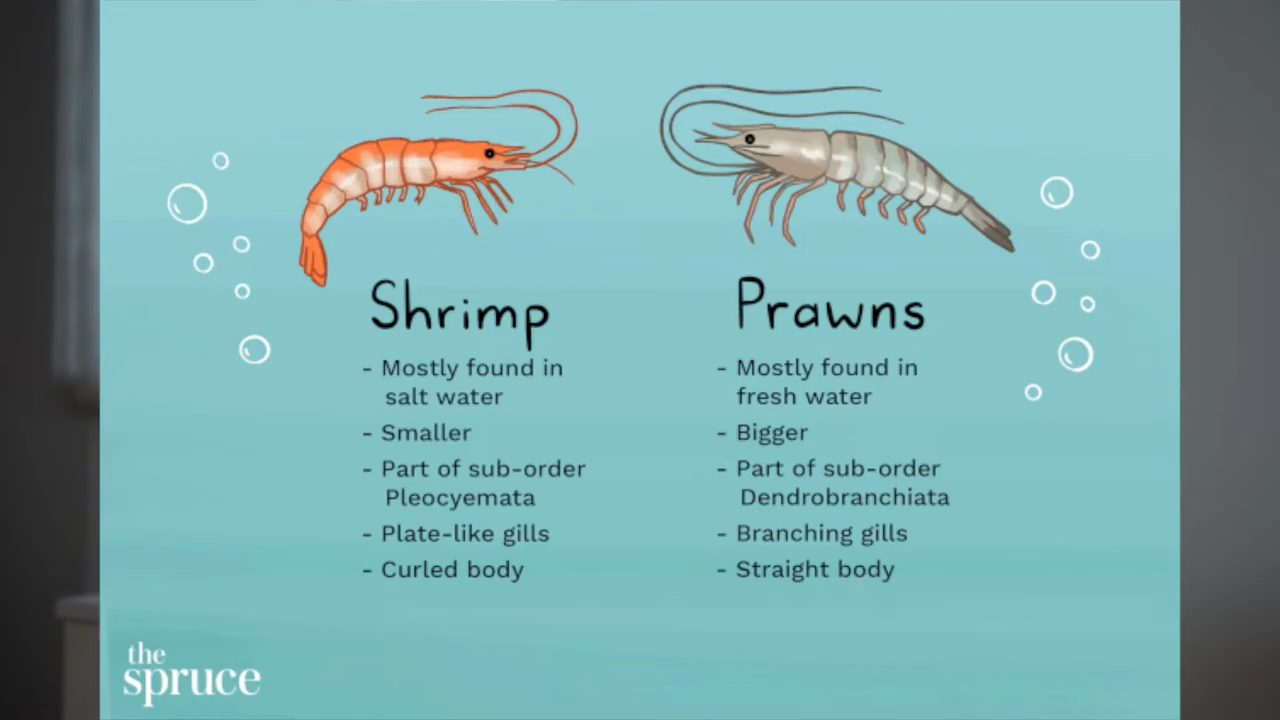 Shrimp
- Mostly found in
salt water
- Smaller
- Part of sub-order
Pleocyemata
- Plate-like gills
- Curled body
Prawns
- Mostly found in
fresh water
- Bigger
- Part of sub-order
Dendrobranchiata
- Branching gills
- Straight body
the
spruce